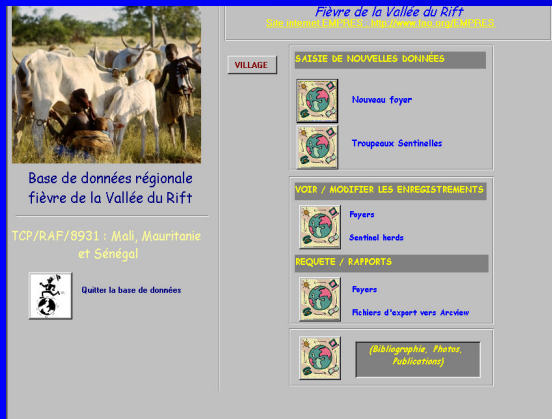 Fièvre de la Vallée du Rift
Site internet EMPRES : http://www.fao.org/EMPRES
VILLAGE
SAISIE DE NOUVELLES DONNÉES
Nouveau foyer
Troupeaux Sentinelles
Base de données régionale
fièvre de la Vallée du Rift
TCP/RAF/8931 : Mali, Mauritanie
et Sénégal
Quitter la base de données
VOIR / MODIFIER LES ENREGISTREMENTS
Foyers
Sentinel herds
REQUETE / RAPPORTS
Foyers
Fichiers d'export vers Arcview
(Bibliographie, Photos,
Publications)